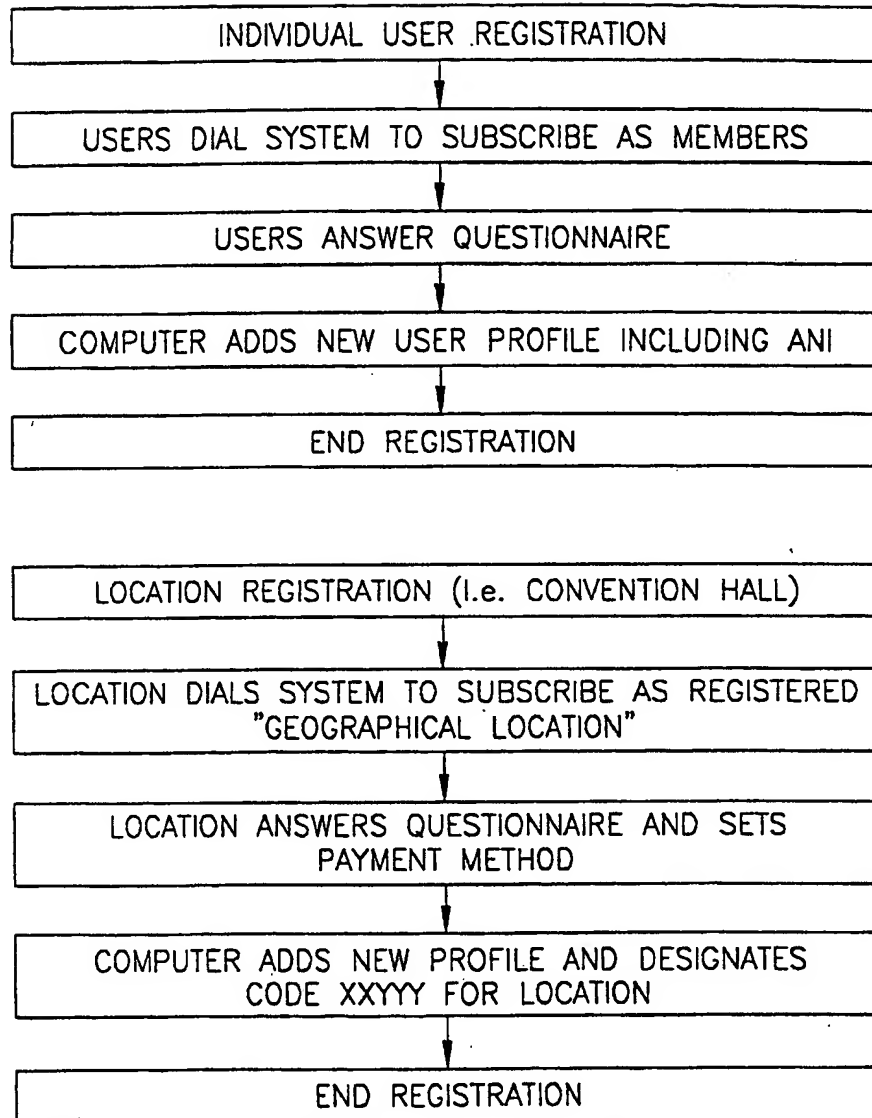 INDIVIDUAL USER REGISTRATION
USERS DIAL SYSTEM TO SUBSCRIBE AS MEMBERS
USERS ANSWER QUESTIONNAIRE
COMPUTER ADDS NEW USER PROFILE INCLUDING ANI
END REGISTRATION
LOCATION REGISTRATION (i.e. CONVENTION HALL)
LOCATION DIALS SYSTEM TO SUBSCRIBE AS REGISTERED
"GEOGRAPHICAL LOCATION"
LOCATION ANSWERS QUESTIONNAIRE AND SETS
PAYMENT METHOD
COMPUTER ADDS NEW PROFILE AND DESIGNATES
CODE XXYYY FOR LOCATION
END REGISTRATION